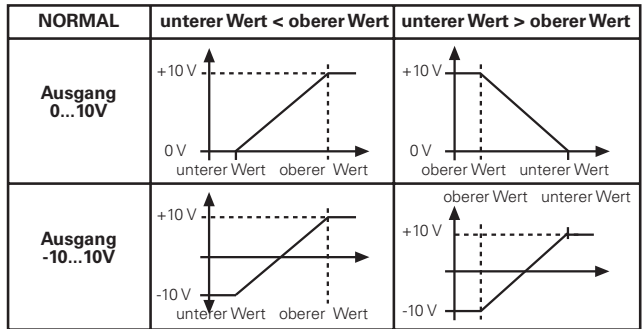 NORMAL
unterer Wert < oberer Wert
unterer Wert > oberer Wert
Ausgang
0...10V
+10 V
0 V
unterer Wert oberer Wert
+10 V
0 V
oberer Wert unterer Wert
Ausgang
-10...10V
+10 V
-10 V
unterer Wert oberer Wert
oberer Wert unterer Wert
+10 V
-10 V